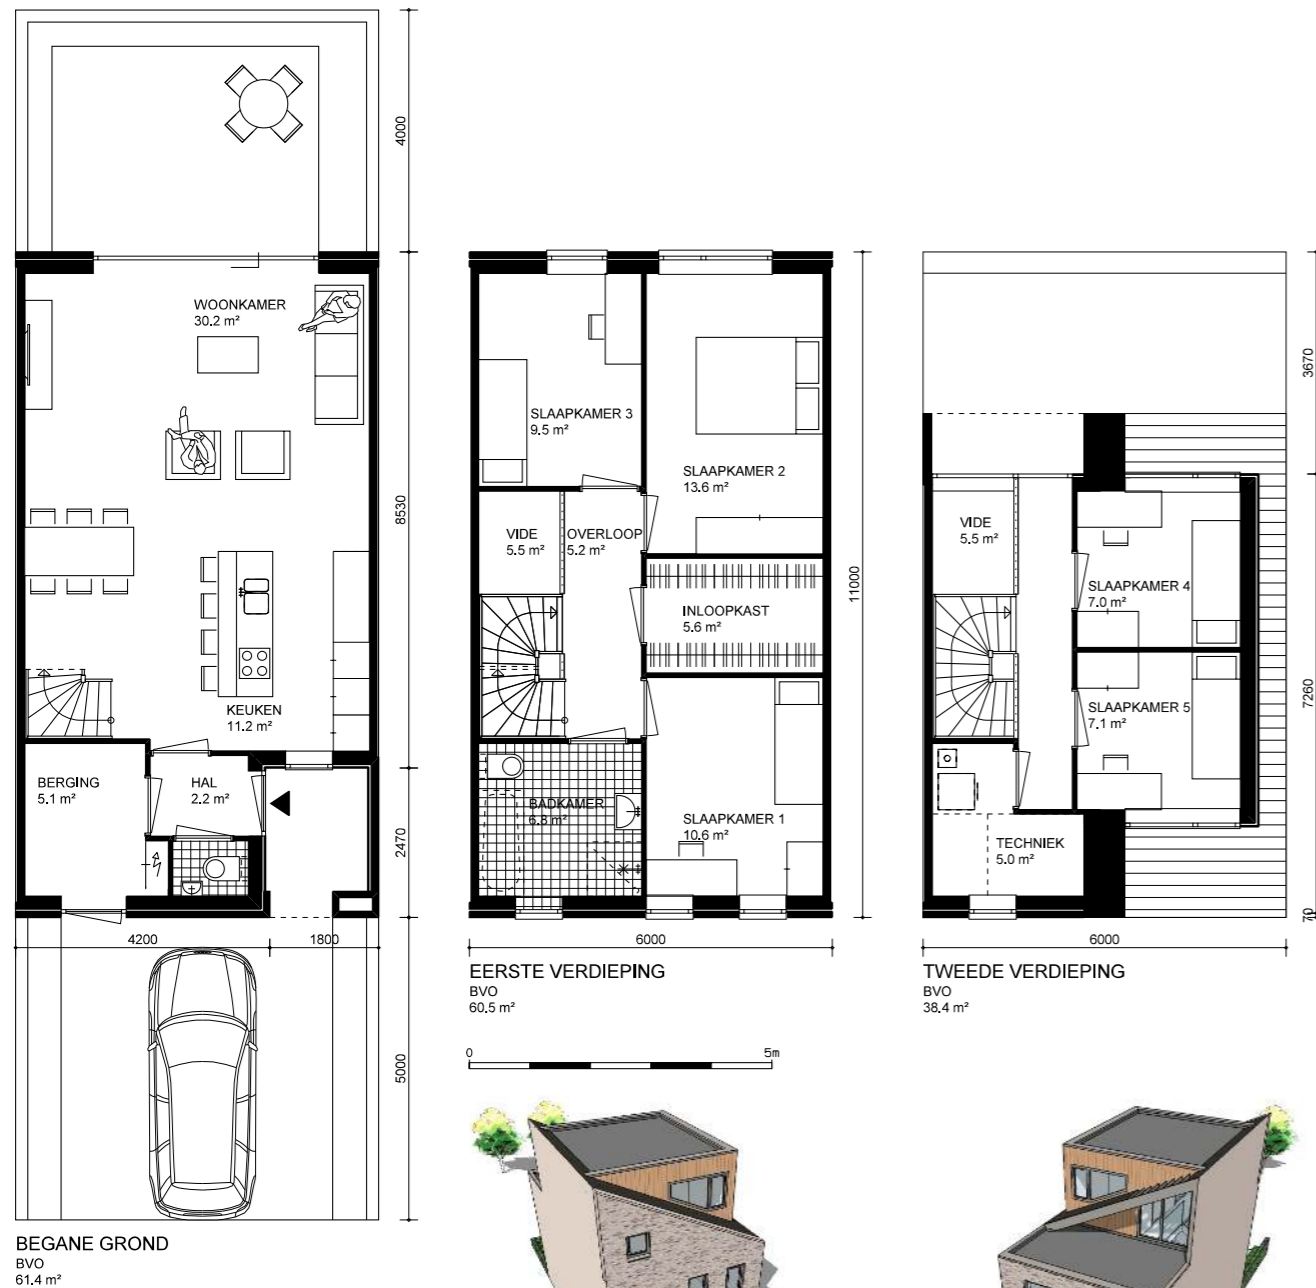 4000
WOONKAMER
30.2 m²
8530
KEUKEN
11.2 m²
BERGING
5.1 m²
HAL
2.2 m²
2470
4200
1800
5000
BEGANE GROND
BVO
61.4 m²
SLAAPKAMER 3
9.5 m²
SLAAPKAMER 2
13.6 m²
VIDE
5.5 m²
OVERLOOP
5.2 m²
INLOOPKAST
5.6 m²
11000
BADKAMER
6.8 m²
SLAAPKAMER 1
10.6 m²
6000
EERSTE VERDIEPING
BVO
60.5 m²
0
5m
3670
VIDE
5.5 m²
SLAAPKAMER 4
7.0 m²
SLAAPKAMER 5
7.1 m²
7260
TECHNIEK
5.0 m²
70
6000
TWEEDE VERDIEPING
BVO
38.4 m²